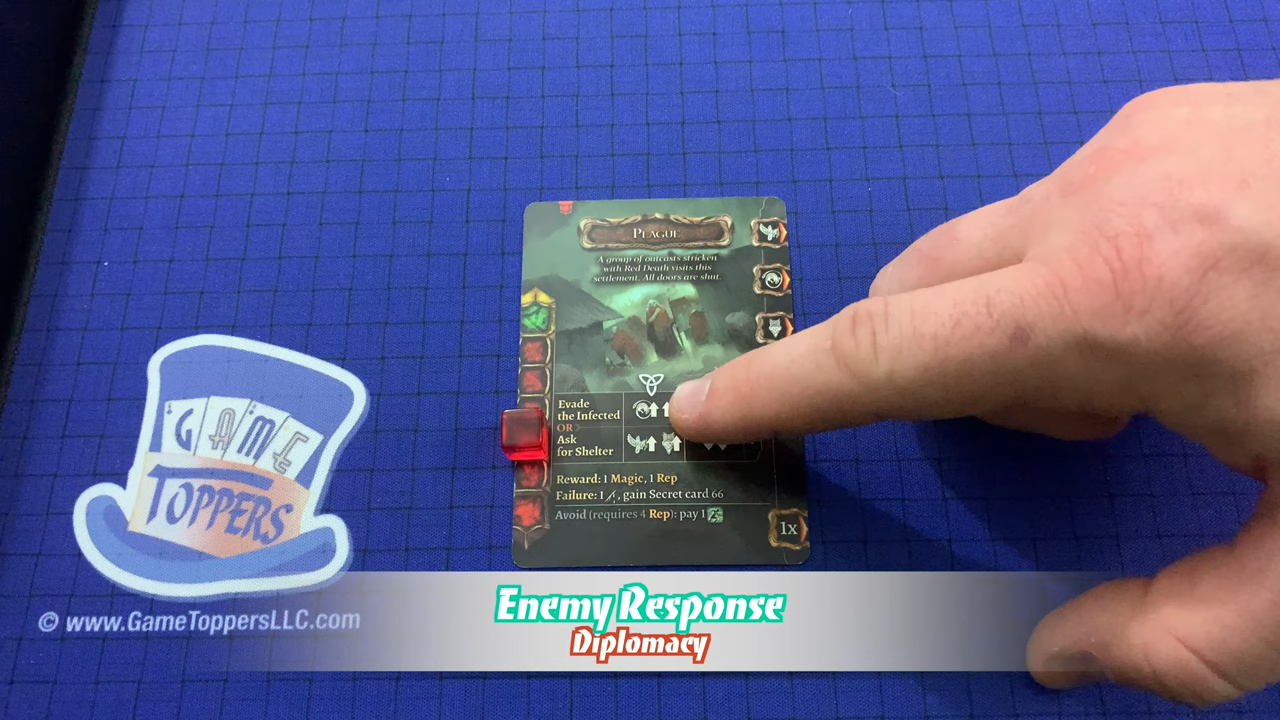 PLAGUE
A group of outcasts stricken
with Red Death visits this
settlement. All doors are shut.
Evade
the Infected
OR
Ask
for Shelter
Reward: 1 Magic, 1 Rep
Failure: 1 , gain Secret card 66
Avoid (requires 4 Rep): pay 1
1x
GAME
TOPPERS
© www.GameToppersLLC.com
Enemy Response
Diplomacy